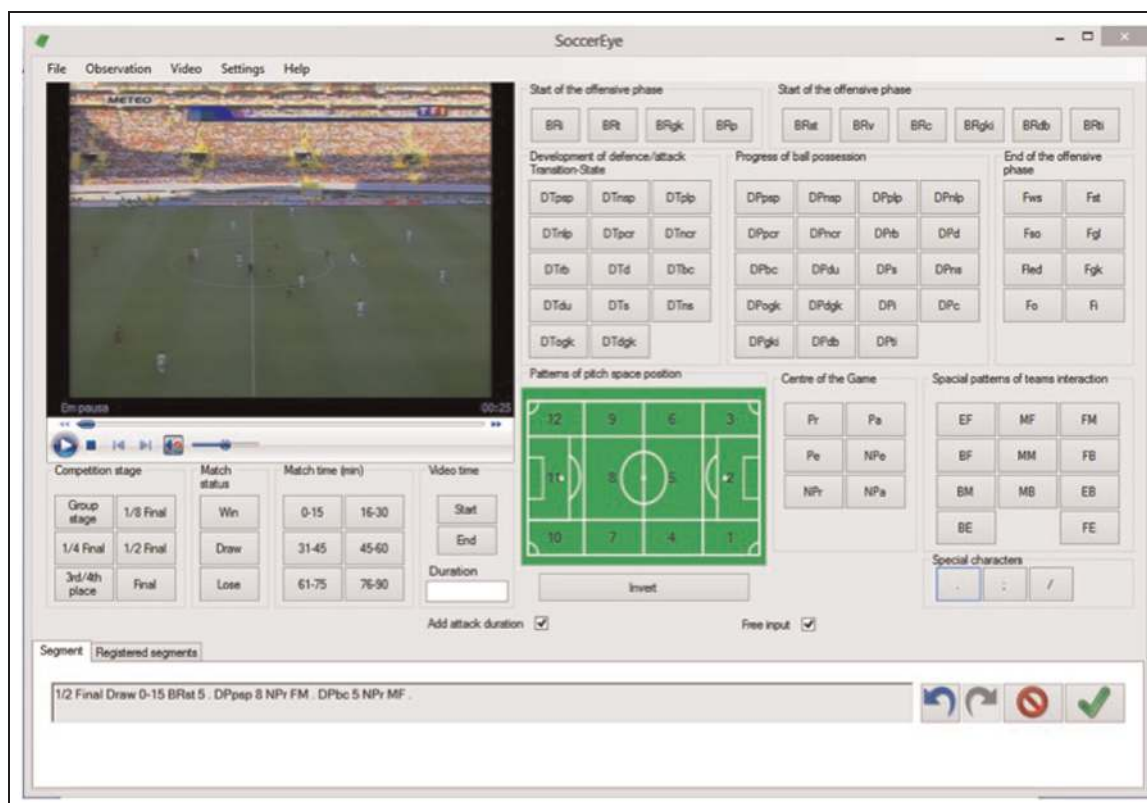 SoccerEye
File Observation Video Settings Help
METEO
TF1
Em pausa 00:25
Start of the offensive phase
BRi BRt BRgk BRp
Start of the offensive phase
BRst BRv BRc BRgki BRdb BRti
Development of defence/attack
Transition-State
DTpsp DTnsp DTplp
DTnlp DTpcr DTncr
DTrb DTd DTbc
DTdu DTs DTns
DTogk DTdgk
Progress of ball possession
DPpsp DPnsp DPplp DPnlp
DPpcr DPncr DPrb DPd
DPbc DPdu DPs DPns
DPogk DPdgk DPi DPc
DPgki DPdb DPti
End of the offensive
phase
Fws Fst
Fso Fgl
Fled Fgk
Fo Fi
Patterns of pitch space position
12 9 6 3
11 8 5 2
10 7 4 1
Invert
Centre of the Game
Pr Pa
Pe NPe
NPr NPa
Spacial patterns of teams interaction
EF MF FM
BF MM FB
BM MB EB
BE FE
Special characters
. ; /
Competition stage
Group
stage
1/8 Final
1/4 Final 1/2 Final
3rd/4th
place
Final
Match
status
Win
Draw
Lose
Match time (min)
0-15 16-30
31-45 45-60
61-75 76-90
Video time
Start
End
Duration
Add attack duration
Free input
Segment Registered segments
1/2 Final Draw 0-15 BRst 5 . DPpsp 8 NPr FM . DPbc 5 NPr MF .